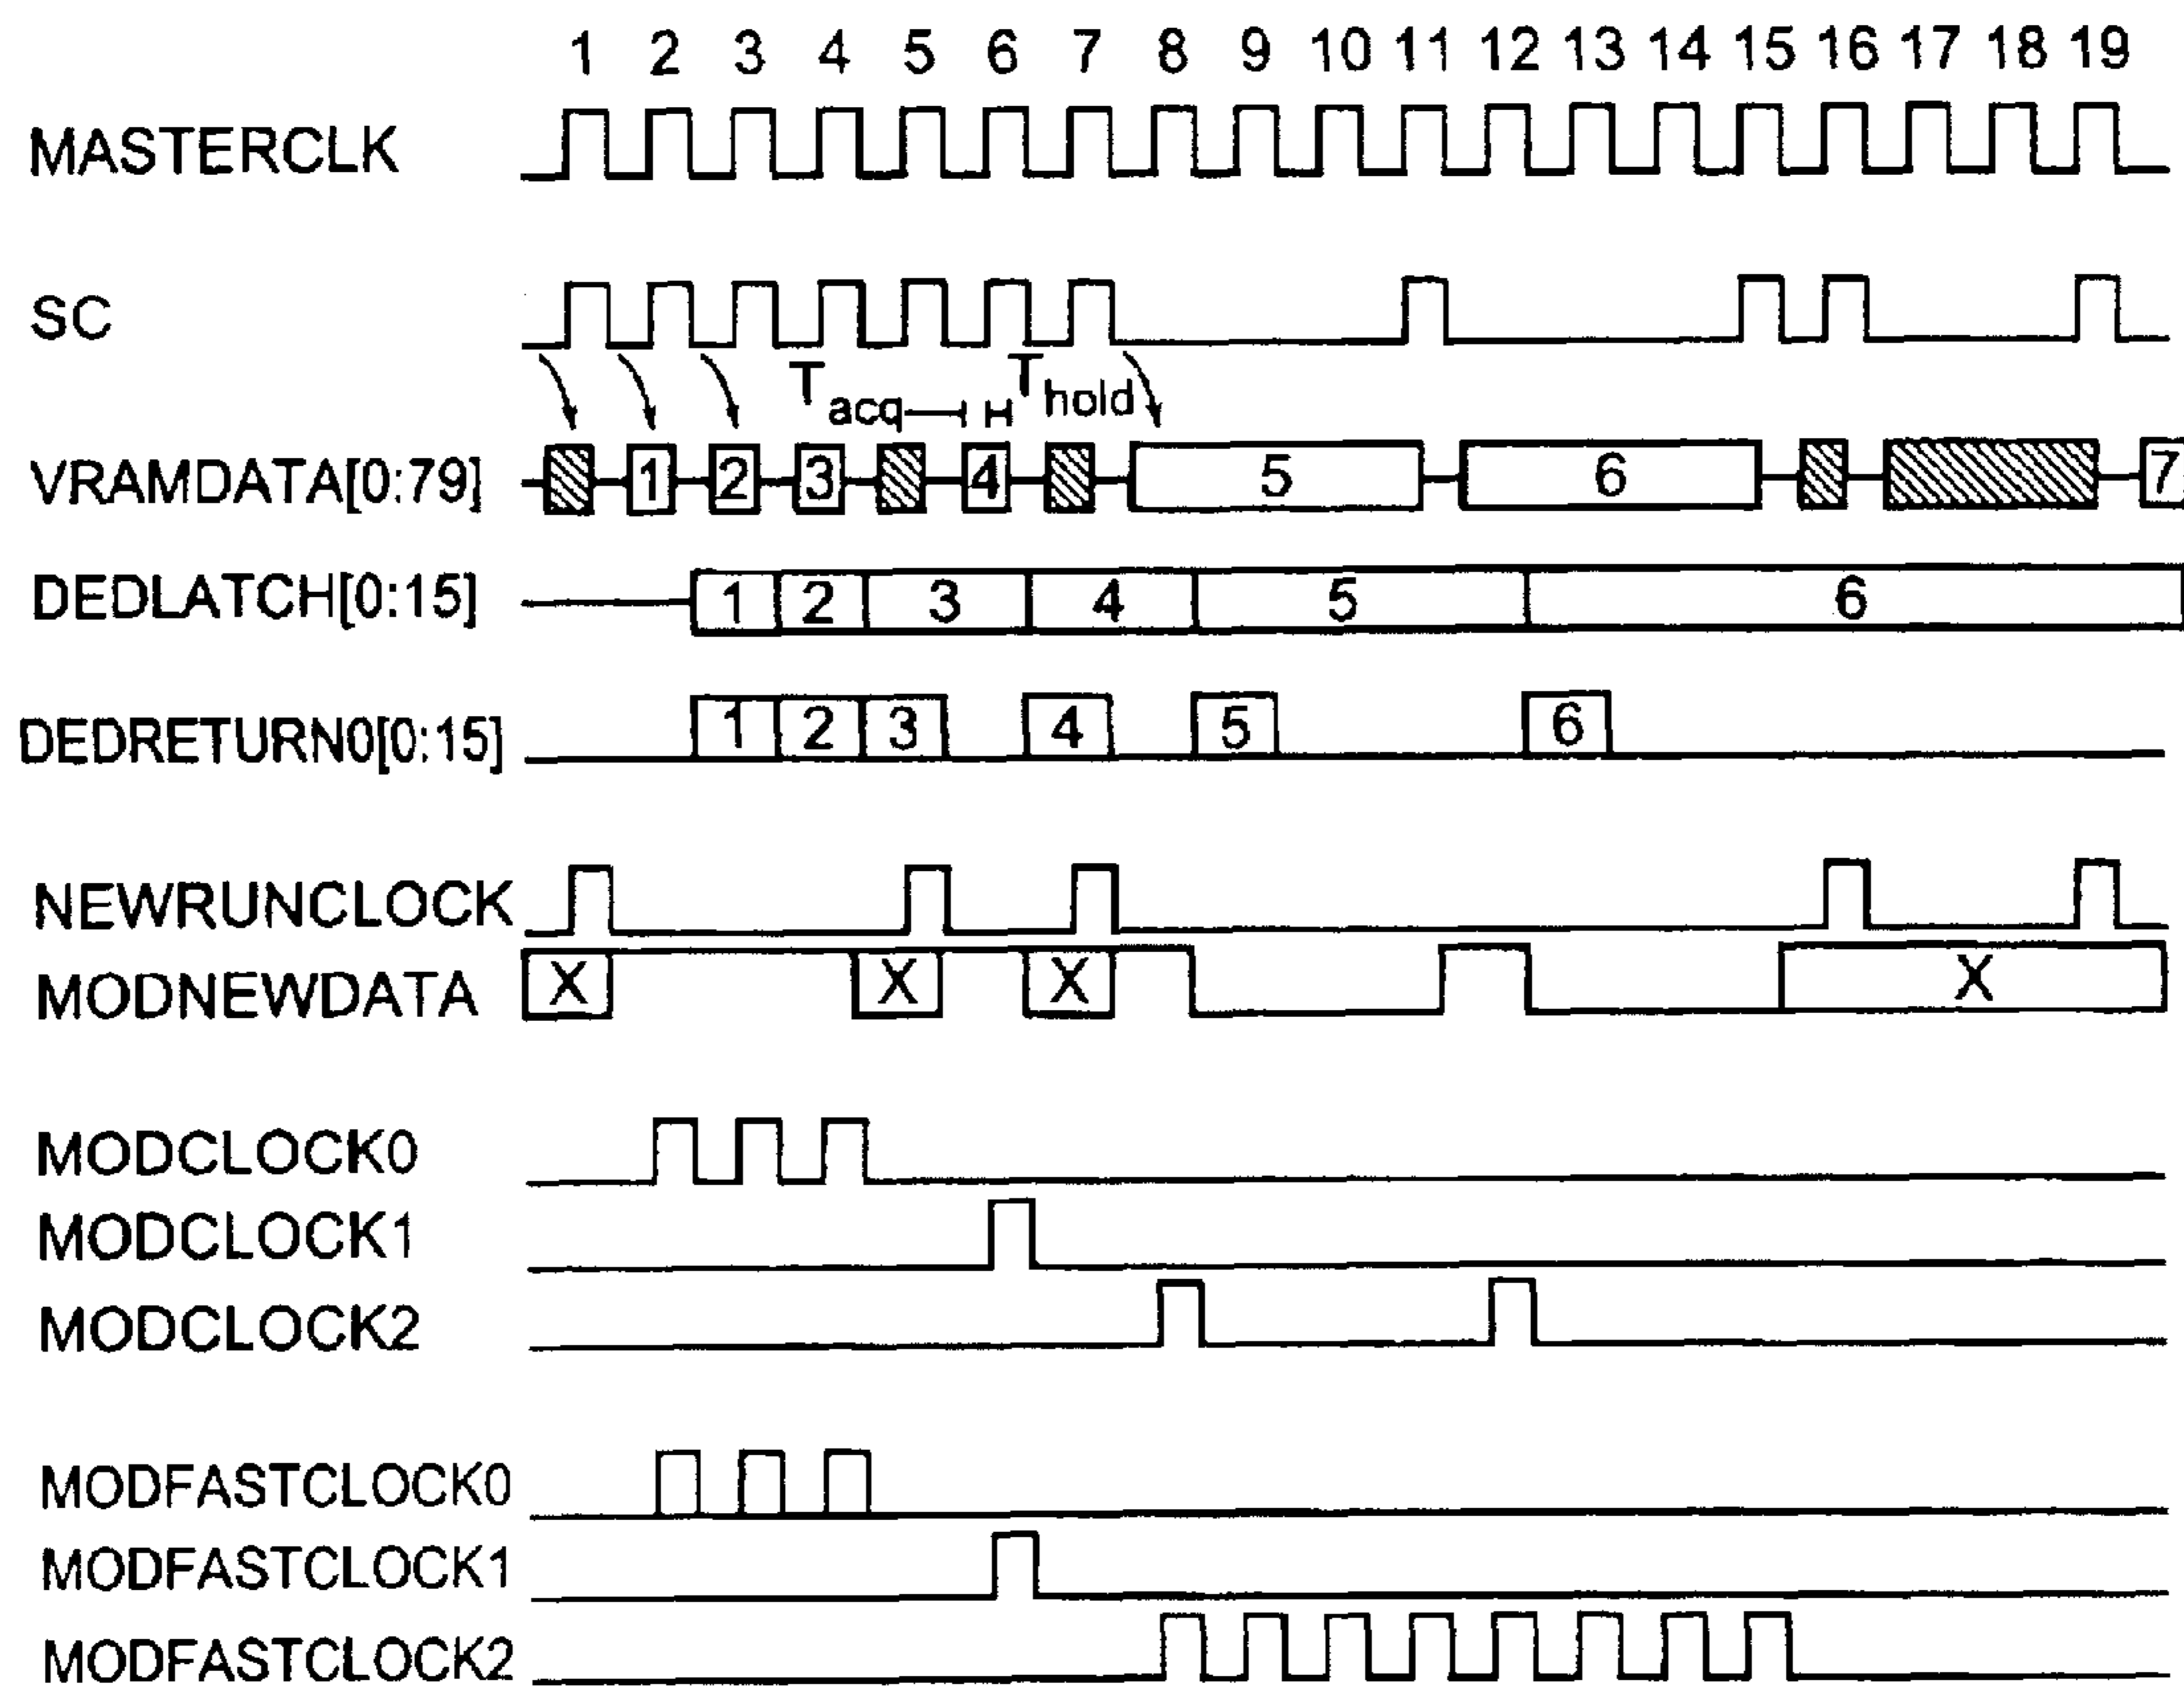 1 2 3 4 5 6 7 8 9 10 11 12 13 14 15 16 17 18 19
MASTERCLK
SC
Tacq Thold
VRAMDATA[0:79] 1 2 3 4 5 6 7
DEDLATCH[0:15] 1 2 3 4 5 6
DEDRETURN0[0:15] 1 2 3 4 5 6
NEWRUNCLOCK
MODNEWDATA X X X X
MODCLOCK0
MODCLOCK1
MODCLOCK2
MODFASTCLOCK0
MODFASTCLOCK1
MODFASTCLOCK2